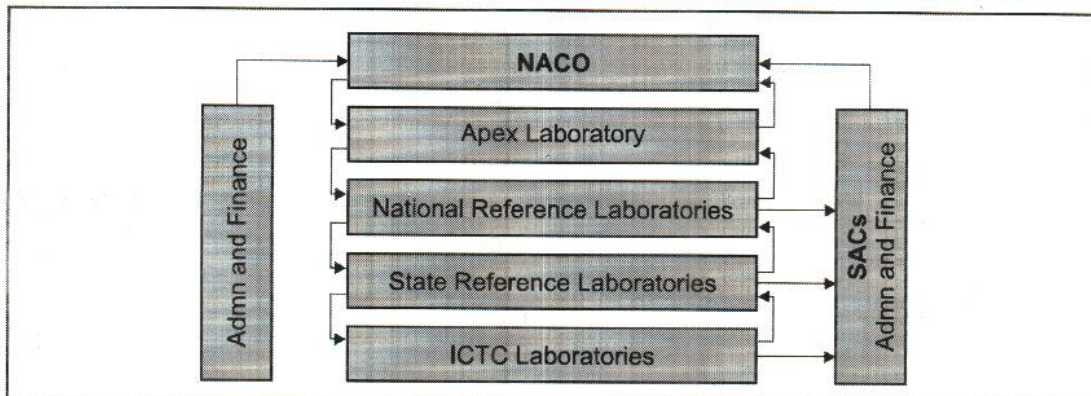 NACO
Apex Laboratory
National Reference Laboratories
State Reference Laboratories
ICTC Laboratories
Admn and Finance
SACs
Admn and Finance